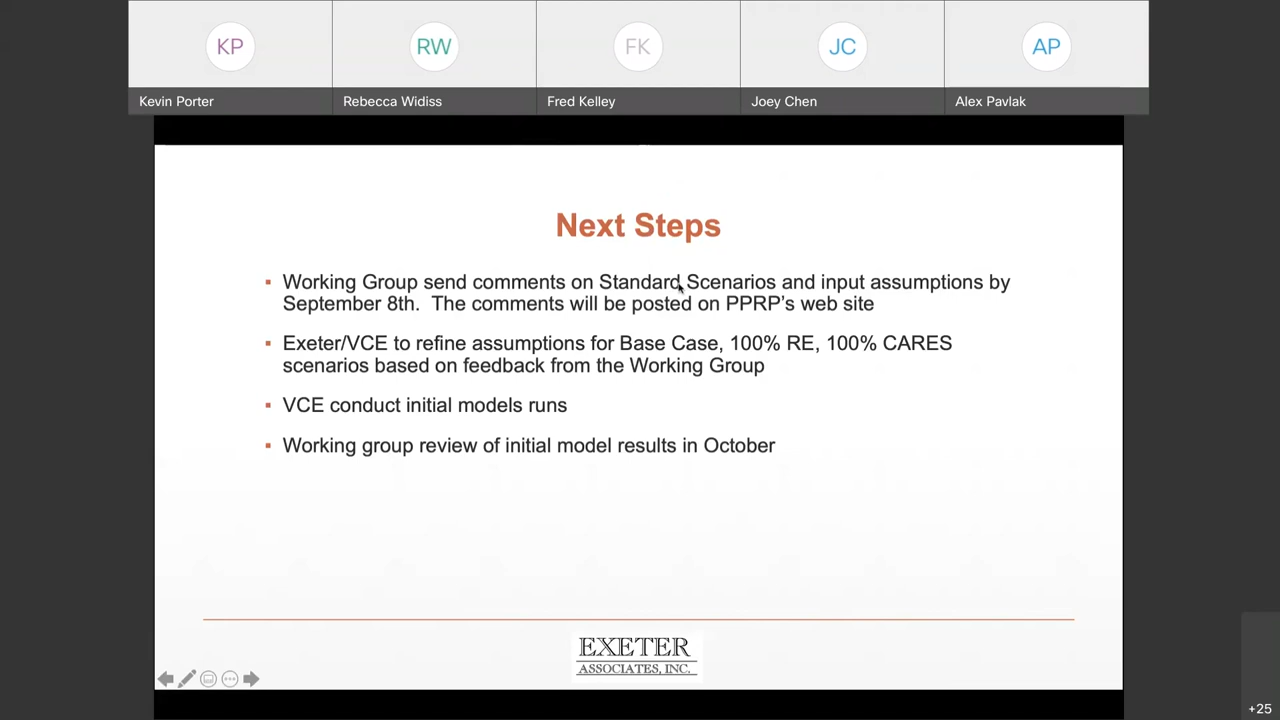 KP
RW
FK
JC
AP
Kevin Porter
Rebecca Widiss
Fred Kelley
Joey Chen
Alex Pavlak
Next Steps
Working Group send comments on Standard Scenarios and input assumptions by
September 8th.  The comments will be posted on PPRP's web site
Exeter/VCE to refine assumptions for Base Case, 100% RE, 100% CARES
scenarios based on feedback from the Working Group
VCE conduct initial models runs
Working group review of initial model results in October
EXETER
ASSOCIATES, INC.
+25